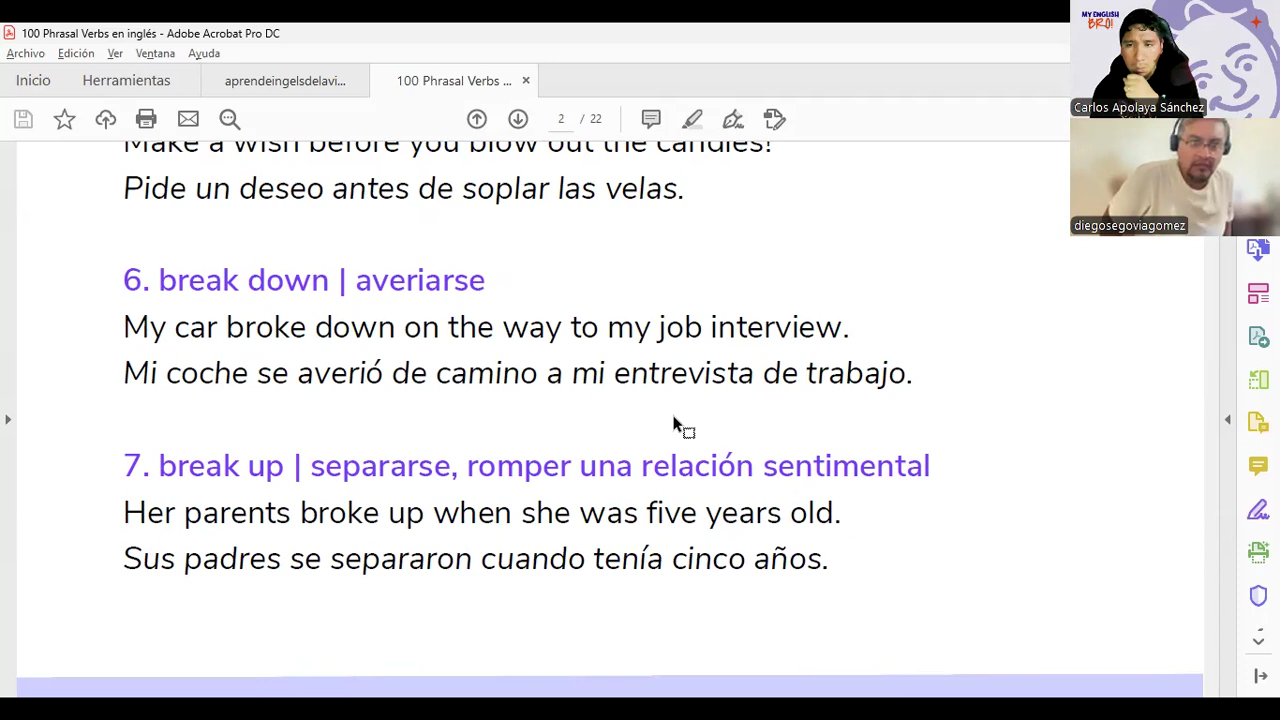 100 Phrasal Verbs en inglés - Adobe Acrobat Pro DC
Archivo Edición Ver Ventana Ayuda
Inicio Herramientas aprendeingelsdelavi... 100 Phrasal Verbs ... ×
2 / 22
MY ENGLISH
BRO!
Carlos Apolaya Sánchez
diegosegoviagomez
Make a wish before you blow out the candles!
Pide un deseo antes de soplar las velas.
6. break down | averiarse
My car broke down on the way to my job interview.
Mi coche se averió de camino a mi entrevista de trabajo.
7. break up | separarse, romper una relación sentimental
Her parents broke up when she was five years old.
Sus padres se separaron cuando tenía cinco años.